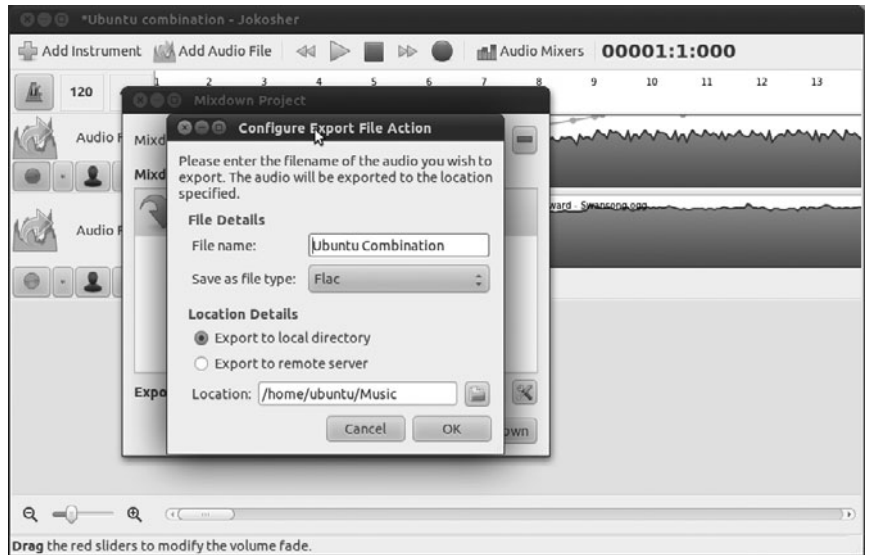 *Ubuntu combination - Jokosher
Add Instrument Add Audio File Audio Mixers 00001:1:000
120 1 2 3 4 5 6 7 8 9 10 11 12 13
Mixdown Project
Configure Export File Action
Audio F
Mixd
Please enter the filename of the audio you wish to
export. The audio will be exported to the location
specified.
Mixd
ward - Swansong.ogg
File Details
Audio F
File name: Ubuntu Combination
Save as file type: Flac
Location Details
Export to local directory
Export to remote server
Expo
Location: /home/ubuntu/Music
Cancel OK
own
Drag the red sliders to modify the volume fade.